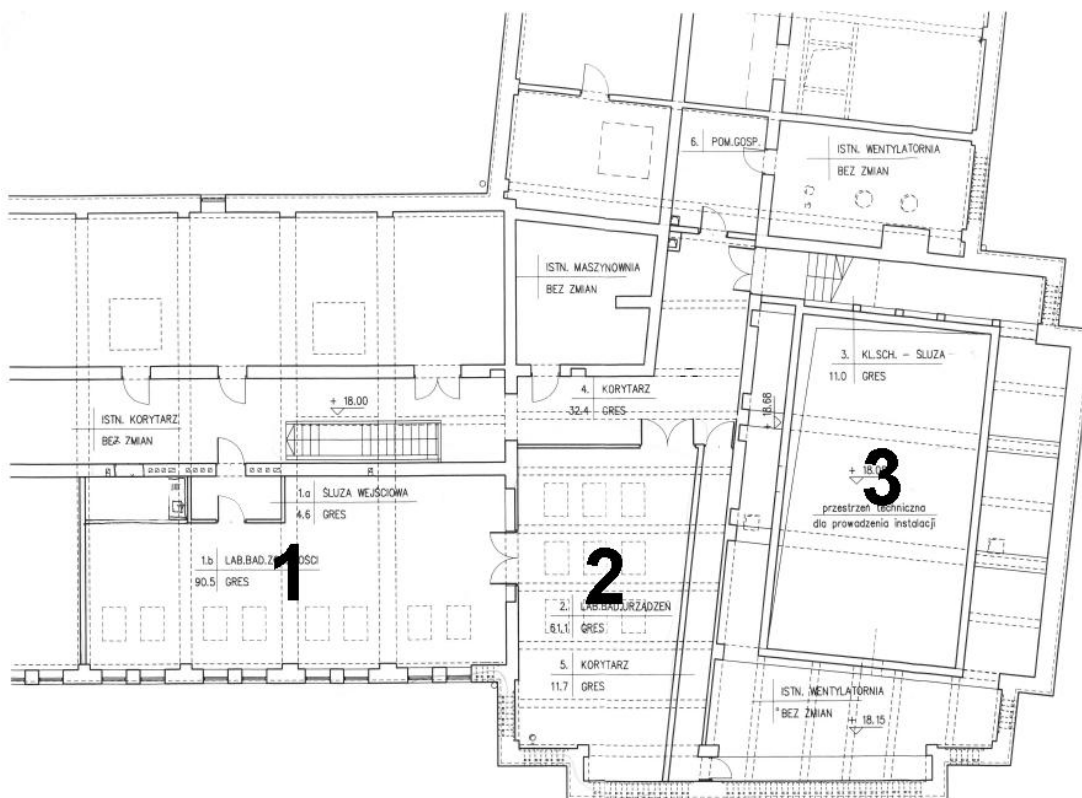 6. POM.GOSP.
ISTN. WENTYLATORNIA
BEZ ZMIAN
ISTN. MASZYNOWNIA
BEZ ZMIAN
3. KL.SCH. - ŚLUZA
11.0 GRES
4. KORYTARZ
32.4 GRES
+ 18.00
ISTN. KORYTARZ
BEZ ZMIAN
+ 18.68
3
przestrzeń techniczna
dla prowadzenia instalacji
1.a ŚLUZA WEJŚCIOWA
4.6 GRES
1.b
90.5 GRES
1
2
2. LAB.BAD.URZĄDZEŃ
61.1 GRES
5. KORYTARZ
11.7 GRES
ISTN. WENTYLATORNIA
BEZ ZMIAN
+ 18.15